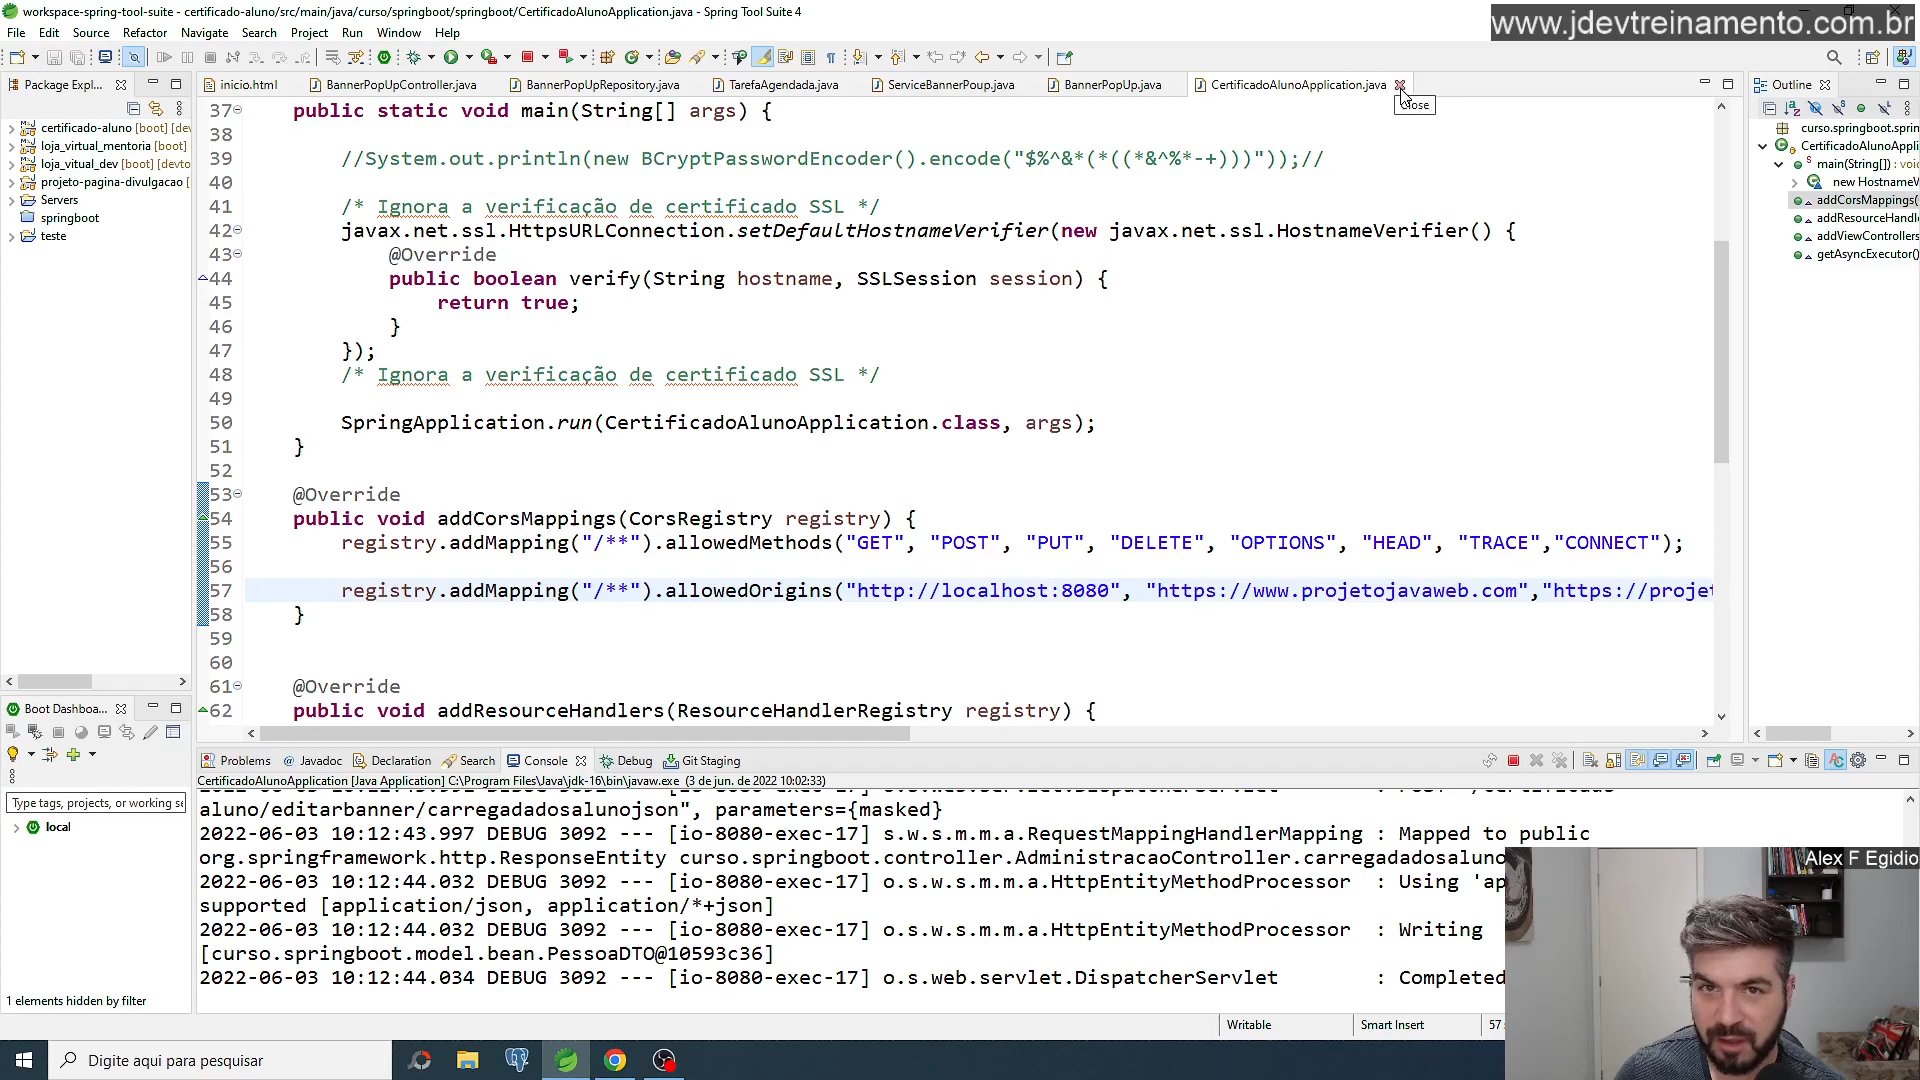 workspace-spring-tool-suite - certificado-aluno/src/main/java/curso/springboot/springboot/CertificadoAlunoApplication.java - Spring Tool Suite 4
www.jdevtreinamento.com.br
File Edit Source Refactor Navigate Search Project Run Window Help
Package Expl...
inicio.html BannerPopUpController.java BannerPopUpRepository.java TarefaAgendada.java ServiceBannerPoup.java BannerPopUp.java CertificadoAlunoApplication.java
Outline
Close
certificado-aluno [boot] [dev
loja_virtual_mentoria [boot]
loja_vitual_dev [boot] [devto
projeto-pagina-divulgacao [
Servers
springboot
teste
37 public static void main(String[] args) {
38
39 //System.out.println(new BCryptPasswordEncoder().encode("$%^&*(*((*&^%*-+)))"));//
40
41 /* Ignora a verificação de certificado SSL */
42 javax.net.ssl.HttpsURLConnection.setDefaultHostnameVerifier(new javax.net.ssl.HostnameVerifier() {
43 @Override
44 public boolean verify(String hostname, SSLSession session) {
45 return true;
46 }
47 });
48 /* Ignora a verificação de certificado SSL */
49
50 SpringApplication.run(CertificadoAlunoApplication.class, args);
51 }
52
53 @Override
54 public void addCorsMappings(CorsRegistry registry) {
55 registry.addMapping("/**").allowedMethods("GET", "POST", "PUT", "DELETE", "OPTIONS", "HEAD", "TRACE","CONNECT");
56
57 registry.addMapping("/**").allowedOrigins("http://localhost:8080", "https://www.projetojavaweb.com","https://projet
58 }
59
60
61 @Override
62 public void addResourceHandlers(ResourceHandlerRegistry registry) {
curso.springboot.sprin
CertificadoAlunoAppli
main(String[]) : voic
new HostnameV
addCorsMappings(
addResourceHandl
addViewControllers
getAsyncExecutor()
Boot Dashboa...
Type tags, projects, or working se
local
1 elements hidden by filter
Problems Javadoc Declaration Search Console Debug Git Staging
CertificadoAlunoApplication [Java Application] C:\Program Files\Java\jdk-16\bin\javaw.exe (3 de jun. de 2022 10:02:33)
aluno/editarbanner/carregadadosalunojson", parameters={masked}
2022-06-03 10:12:43.997 DEBUG 3092 --- [io-8080-exec-17] s.w.s.m.m.a.RequestMappingHandlerMapping : Mapped to public
org.springframework.http.ResponseEntity curso.springboot.controller.AdministracaoController.carregadadosaluno
2022-06-03 10:12:44.032 DEBUG 3092 --- [io-8080-exec-17] o.s.w.s.m.m.a.HttpEntityMethodProcessor : Using 'ap
supported [application/json, application/*+json]
2022-06-03 10:12:44.032 DEBUG 3092 --- [io-8080-exec-17] o.s.w.s.m.m.a.HttpEntityMethodProcessor : Writing
[curso.springboot.model.bean.PessoaDTO@10593c36]
2022-06-03 10:12:44.034 DEBUG 3092 --- [io-8080-exec-17] o.s.web.servlet.DispatcherServlet : Completed
Alex F Egidio
Writable Smart Insert 57
Digite aqui para pesquisar